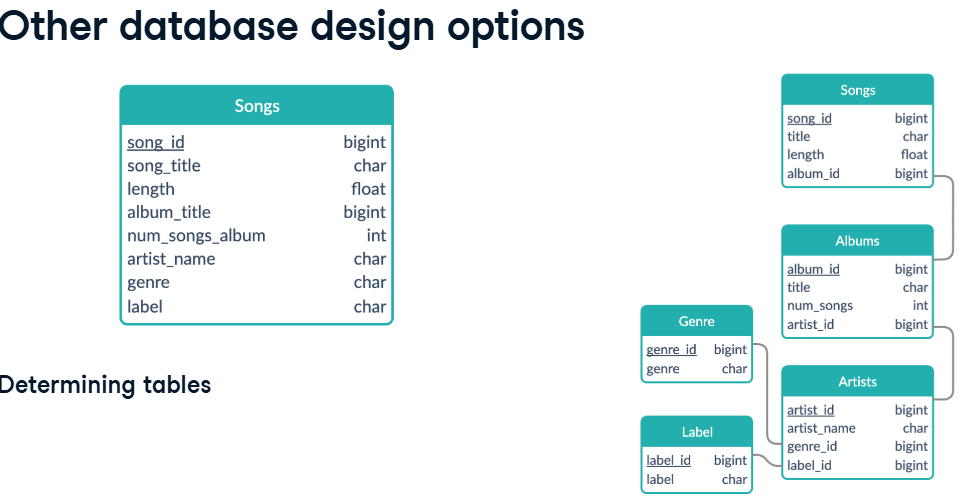 Other database design options
Songs
song_id bigint
song_title char
length float
album_title bigint
num_songs_album int
artist_name char
genre char
label char
Determining tables
Songs
song_id bigint
title char
length float
album_id bigint
Albums
album_id bigint
title char
num_songs int
artist_id bigint
Genre
genre_id bigint
genre char
Artists
artist_id bigint
artist_name char
genre_id bigint
label_id bigint
Label
label_id bigint
label char